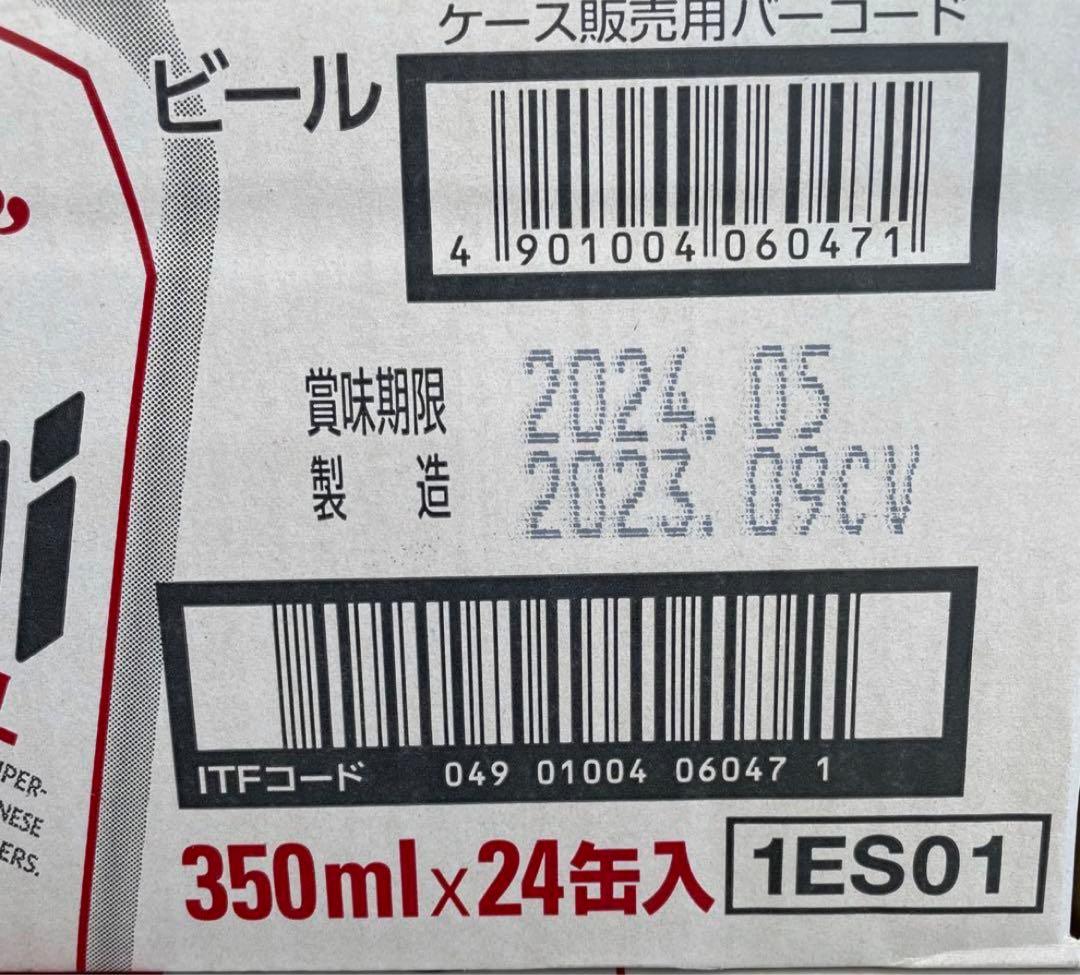 ケース販売用バーコード
ビール
4 901004 060471
賞味期限 2024.05
製造 2023.09CV
ITFコード 049 01004 06047 1
350ml×24缶入 1ES01
NESE
ERS.